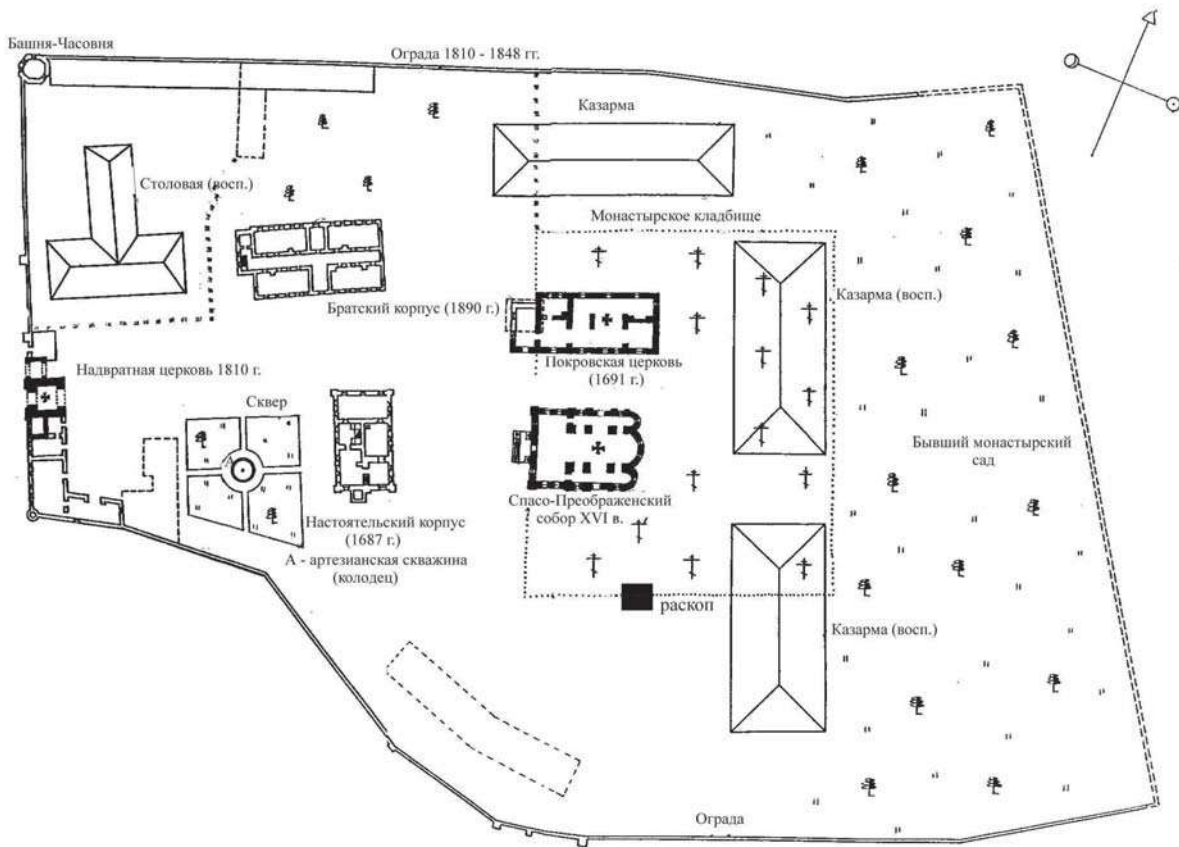 Башня-Часовня
Ограда 1810 - 1848 гг.
Казарма
Столовая (восп.)
Монастырское кладбище
Казарма (восп.)
Братский корпус (1890 г.)
Покровская церковь
(1691 г.)
Надвратная церковь 1810 г.
Сквер
А
Бывший монастырский
сад
Спасо-Преображенский
собор XVI в.
Настоятельский корпус
(1687 г.)
А - артезианская скважина
(колодец)
раскоп
Казарма (восп.)
Ограда